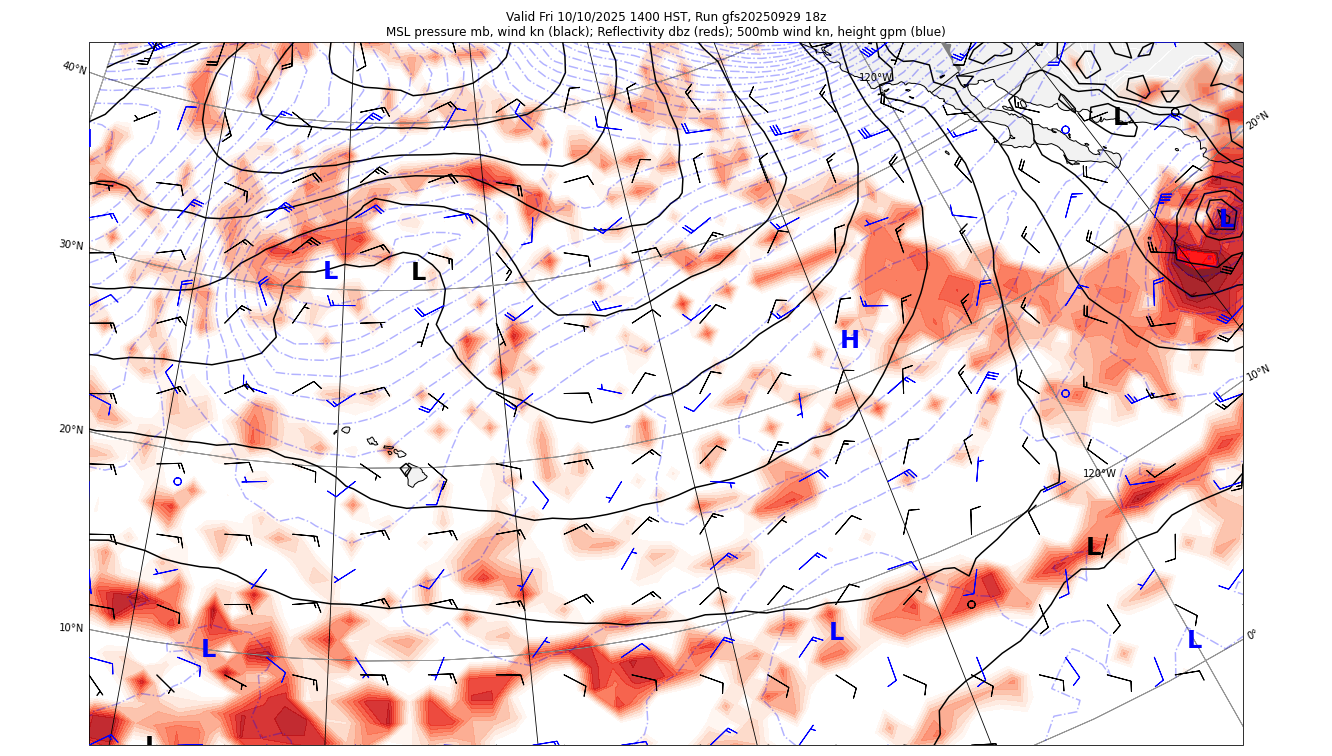 Valid Fri 10/10/2025 1400 HST, Run gfs20250929 18z
MSL pressure mb, wind kn (black); Reflectivity dbz (reds); 500mb wind kn, height gpm (blue)
40°N
120°W
L
20°N
L
30°N
L
L
H
10°N
20°N
120°W
L
10°N
L
L
L
0°
L